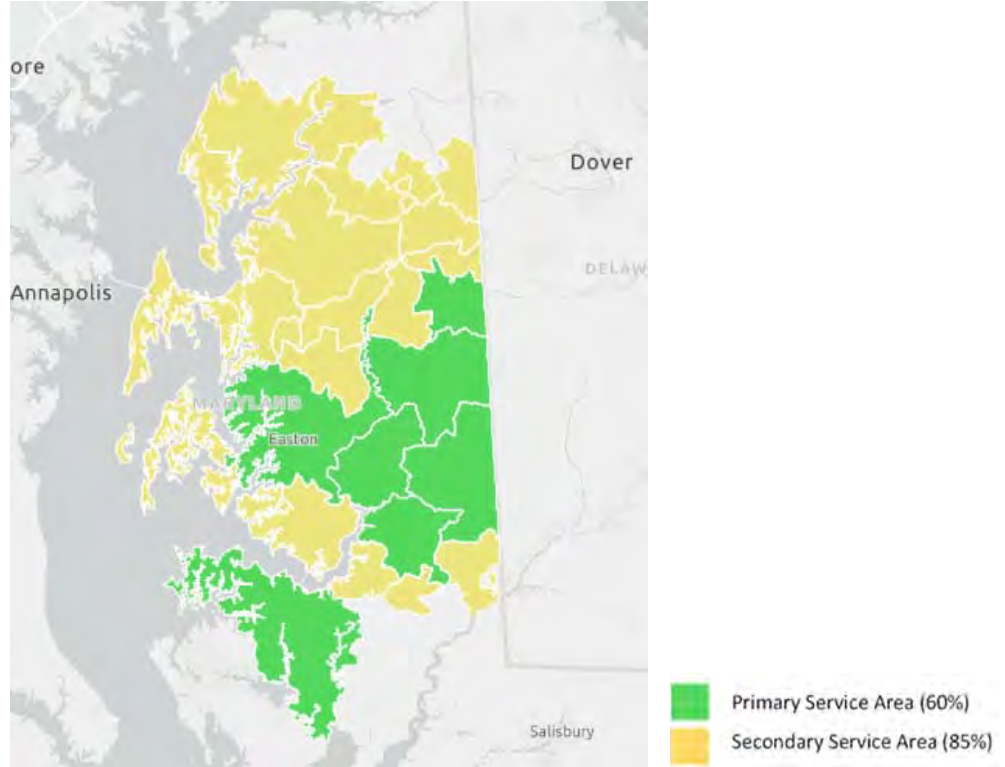 ore
Dover
DELAW
Annapolis
MARYLAND
Easton
Primary Service Area (60%)
Salisbury
Secondary Service Area (85%)